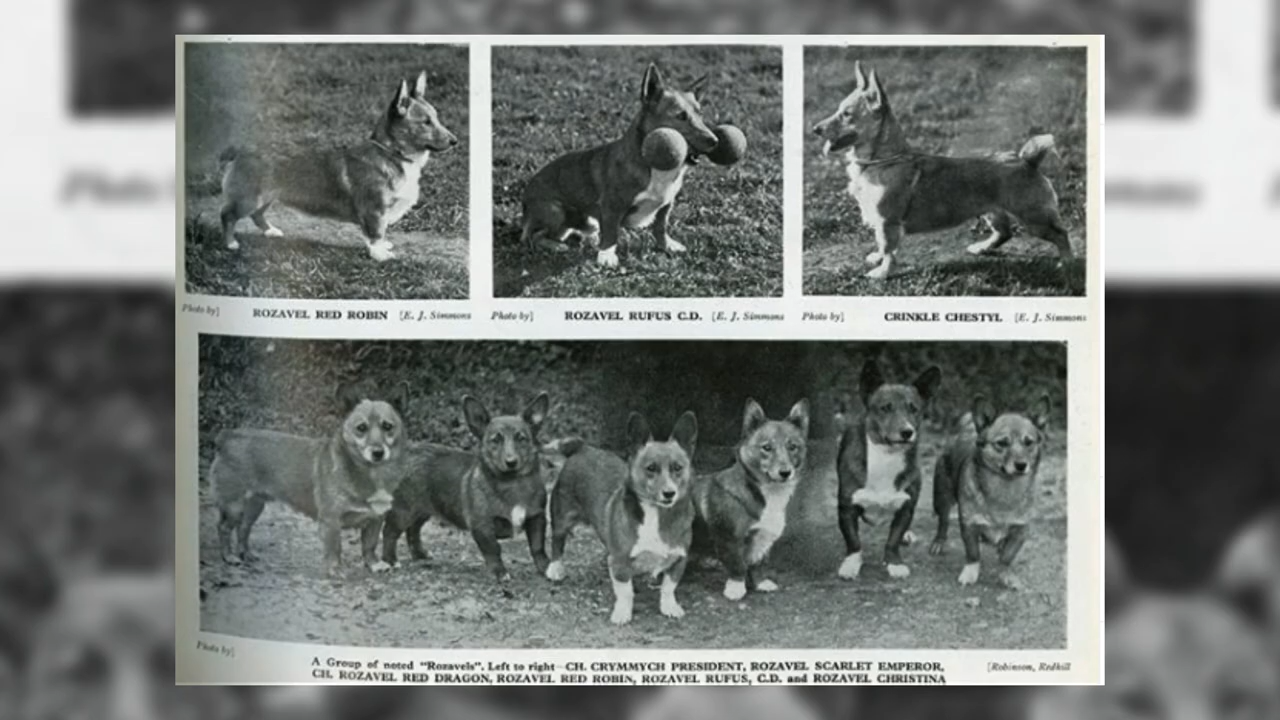 Photo by] ROZAVEL RED ROBIN [E. J. Simmons
Photo by] ROZAVEL RUFUS C.D. [E. J. Simmons
Photo by] CRINKLE CHESTYL [E. J. Simmons
Photo by]
A Group of noted "Rozavels". Left to right—CH. CRYMMYCH PRESIDENT, ROZAVEL SCARLET EMPEROR,
CH. ROZAVEL RED DRAGON, ROZAVEL RED ROBIN, ROZAVEL RUFUS, C.D. and ROZAVEL CHRISTINA
[Robinson, Redhill